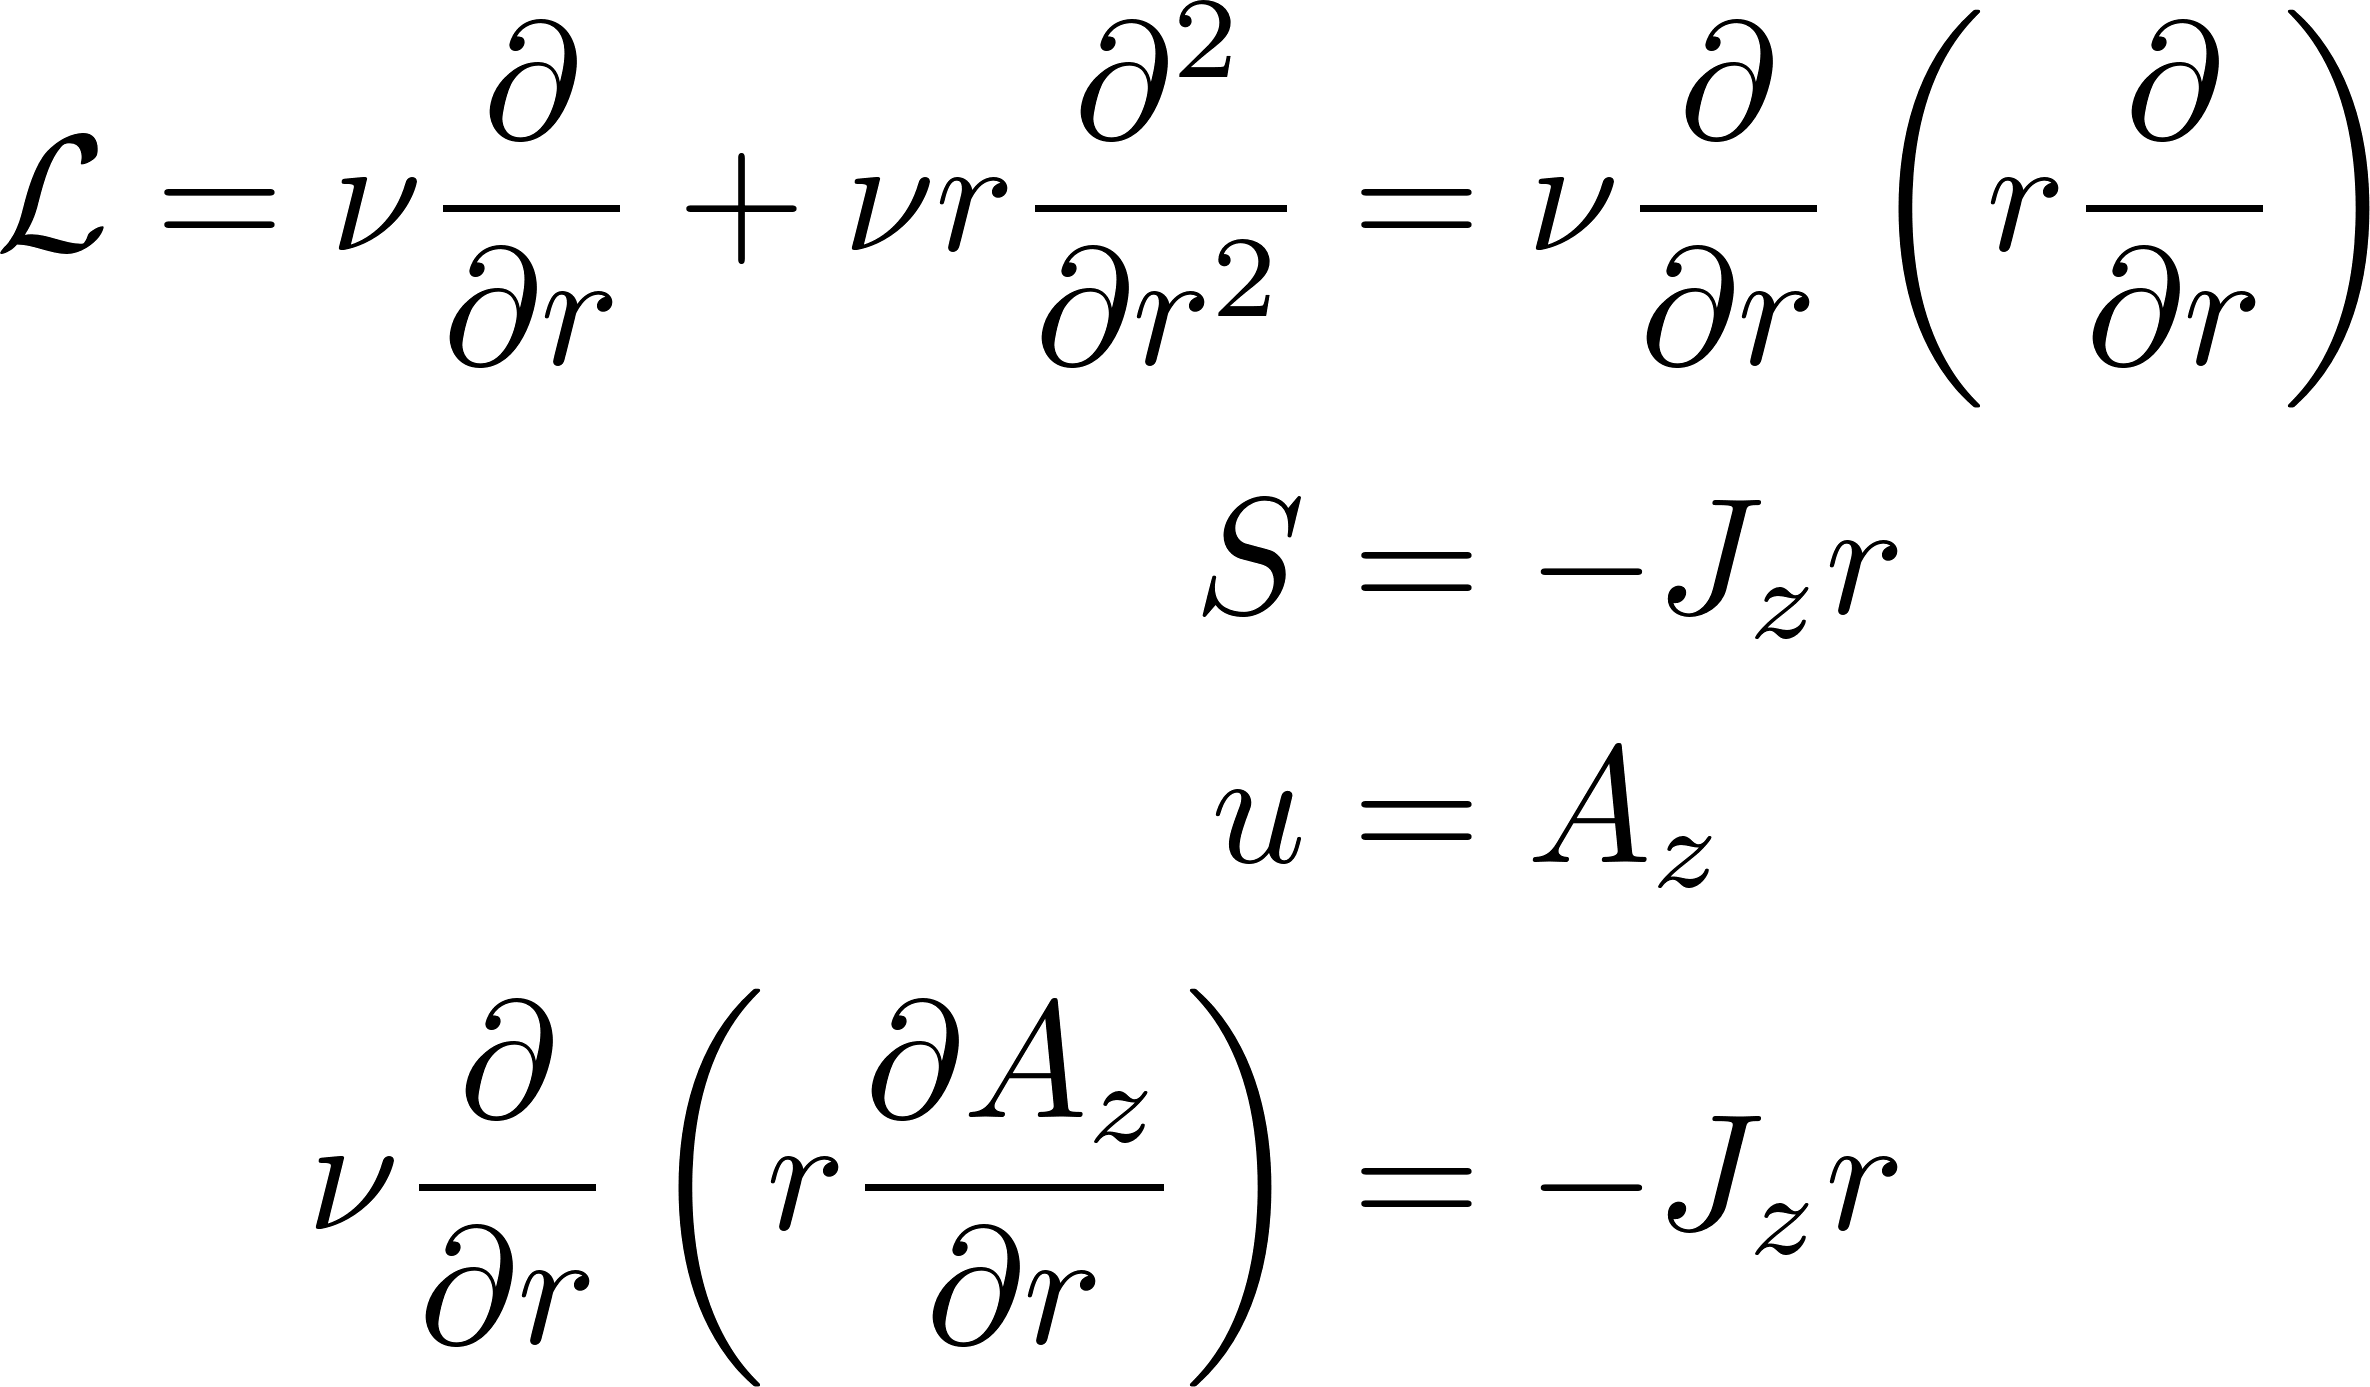 𝓛 = ν ∂/∂r + νr ∂²/∂r² = ν ∂/∂r (r ∂/∂r)
S = −J_z r
u = A_z
ν ∂/∂r (r ∂A_z/∂r) = −J_z r